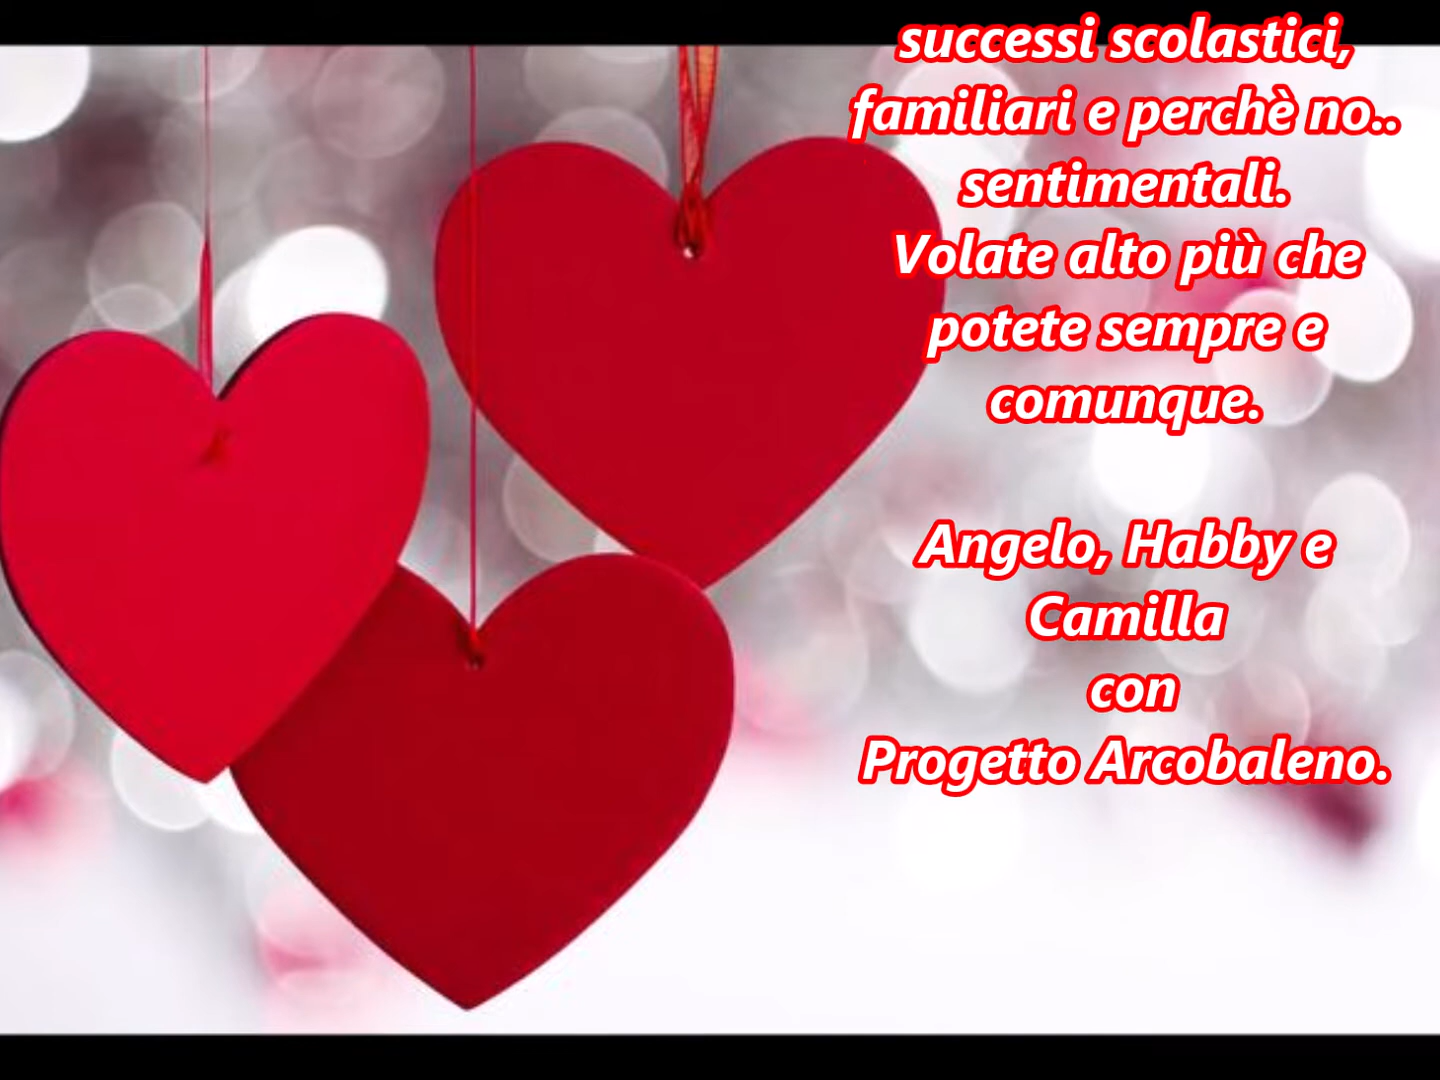 successi scolastici,
familiari e perchè no..
sentimentali.
Volate alto più che
potete sempre e
comunque.
Angelo, Habby e
Camilla
con
Progetto Arcobaleno.